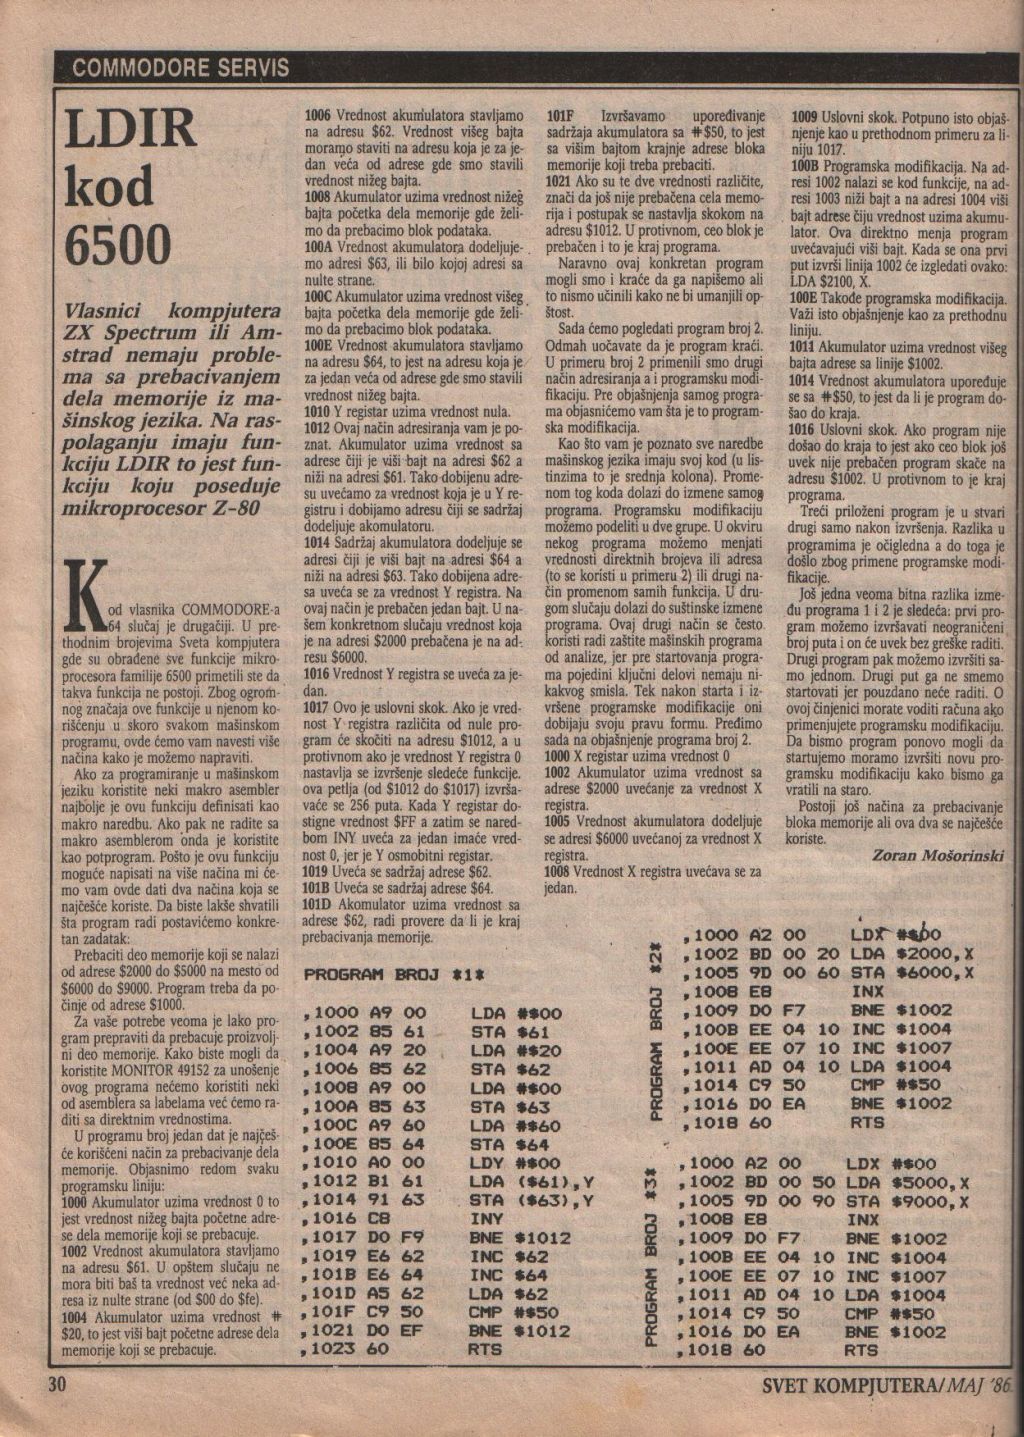 COMMODORE SERVIS
LDIR
kod
6500
Vlasnici kompjutera
ZX Spectrum ili Am-
strad nemaju proble-
ma sa prebacivanjem
dela memorije iz ma-
šinskog jezika. Na ras-
polaganju imaju fun-
kciju LDIR to jest fun-
kciju koju poseduje
mikroprocesor Z-80
Kod vlasnika COMMODORE-a
64 slučaj je drugačiji. U pre-
thodnim brojevima Sveta kompjutera
gde su obrađene sve funkcije mikro-
procesora familije 6500 primetili ste da
takva funkcija ne postoji. Zbog ogrom-
nog značaja ove funkcije u njenom ko-
rišćenju u skoro svakom mašinskom
programu, ovde ćemo vam navesti više
načina kako je možemo napraviti.
Ako za programiranje u mašinskom
jeziku koristite neki makro asembler
najbolje je ovu funkciju definisati kao
makro naredbu. Ako pak ne radite sa
makro asemblerom onda je koristite
kao potprogram. Pošto je ovu funkciju
moguće napisati na više načina mi će-
mo vam ovde dati dva načina koja se
najčešće koriste. Da biste lakše shvatili
šta program radi postavićemo konkre-
tan zadatak:
Prebaciti deo memorije koji se nalazi
od adrese $2000 do $5000 na mesto od
$6000 do $9000. Program treba da po-
činje od adrese $1000.
Za vaše potrebe veoma je lako pro-
gram prepraviti da prebacuje proizvolj-
ni deo memorije. Kako biste mogli da
koristite MONITOR 49152 za unošenje
ovog programa nećemo koristiti neki
od asemblera sa labelama već ćemo ra-
diti sa direktnim vrednostima.
U programu broj jedan dat je najčeš-
će korišćeni način za prebacivanje dela
memorije. Objasnimo redom svaku
programsku liniju:
1000 Akumulator uzima vrednost 0 to
jest vrednost nižeg bajta početne adre-
se dela memorije koji se prebacuje.
1002 Vrednost akumulatora stavljamo
na adresu $61. U opštem slučaju ne
mora biti baš ta vrednost već neka ad-
resa iz nulte strane (od $00 do $fe).
1004 Akumulator uzima vrednost #
$20, to jest viši bajt početne adrese dela
memorije koji se prebacuje.
1006 Vrednost akumulatora stavljamo
na adresu $62. Vrednost višeg bajta
moramo staviti na adresu koja je za je-
dan veća od adrese gde smo stavili
vrednost nižeg bajta.
1008 Akumulator uzima vrednost nižeg
bajta početka dela memorije gde želi-
mo da prebacimo blok podataka.
100A Vrednost akumulatora dodeljuje-
mo adresi $63, ili bilo kojoj adresi sa
nulte strane.
100C Akumulator uzima vrednost višeg
bajta početka dela memorije gde želi-
mo da prebacimo blok podataka.
100E Vrednost akumulatora stavljamo
na adresu $64, to jest na adresu koja je
za jedan veća od adrese gde smo stavili
vrednost nižeg bajta.
1010 Y registar uzima vrednost nula.
1012 Ovaj način adresiranja vam je po-
znat. Akumulator uzima vrednost sa
adrese čiji je viši bajt na adresi $62 a
niži na adresi $61. Tako dobijenu adre-
su uvećamo za vrednost koja je u Y re-
gistru i dobijamo adresu čiji se sadržaj
dodeljuje akomulatoru.
1014 Sadržaj akumulatora dodeljuje se
adresi čiji je viši bajt na adresi $64 a
niži na adresi $63. Tako dobijena adre-
sa uveća se za vrednost Y registra. Na
ovaj način je prebačen jedan bajt. U na-
šem konkretnom slučaju vrednost koja
je na adresi $2000 prebačena je na ad-
resu $6000.
1016 Vrednost Y registra se uveća za je-
dan.
1017 Ovo je uslovni skok. Ako je vred-
nost Y registra različita od nule pro-
gram će skočiti na adresu $1012, a u
protivnom ako je vrednost Y registra 0
nastavlja se izvršenje sledeće funkcije.
ova petlja (od $1012 do $1017) izvrša-
vaće se 256 puta. Kada Y registar do-
stigne vrednost $FF a zatim se nared-
bom INY uveća za jedan imaće vred-
nost 0, jer je Y osmobitni registar.
1019 Uveća se sadržaj adrese $62.
101B Uveća se sadržaj adrese $64.
101D Akomulator uzima vrednost sa
adrese $62, radi provere da li je kraj
prebacivanja memorije.
101F Izvršavamo upoređivanje
sadržaja akumulatora sa #$50, to jest
sa višim bajtom krajnje adrese bloka
memorije koji treba prebaciti.
1021 Ako su te dve vrednosti različite,
znači da još nije prebačena cela memo-
rija i postupak se nastavlja skokom na
adresu $1012. U protivnom, ceo blok je
prebačen i to je kraj programa.
Naravno ovaj konkretan program
mogli smo i kraće da ga napišemo ali
to nismo učinili kako ne bi umanjili op-
štost.
Sada ćemo pogledati program broj 2.
Odmah uočavate da je program kraći.
U primeru broj 2 primenili smo drugi
način adresiranja a i programsku modi-
fikaciju. Pre objašnjenja samog progra-
ma objasnićemo vam šta je to program-
ska modifikacija.
Kao što vam je poznato sve naredbe
mašinskog jezika imaju svoj kod (u lis-
tinzima to je srednja kolona). Prome-
nom tog koda dolazi do izmene samog
programa. Programsku modifikaciju
možemo podeliti u dve grupe. U okviru
nekog programa možemo menjati
vrednosti direktnih brojeva ili adresa
(to se koristi u primeru 2) ili drugi na-
čin promenom samih funkcija. U dru-
gom slučaju dolazi do suštinske izmene
programa. Ovaj drugi način se često
koristi radi zaštite mašinskih programa
od analize, jer pre startovanja progra-
ma pojedini ključni delovi nemaju ni-
kakvog smisla. Tek nakon starta i iz-
vršene programske modifikacije oni
dobijaju svoju pravu formu. Pređimo
sada na objašnjenje programa broj 2.
1000 X registar uzima vrednost 0
1002 Akumulator uzima vrednost sa
adrese $2000 uvećanje za vrednost X
registra.
1005 Vrednost akumulatora dodeljuje
se adresi $6000 uvećanoj za vrednost X
registra.
1008 Vrednost X registra uvećava se za
jedan.
1009 Uslovni skok. Potpuno isto objaš-
njenje kao u prethodnom primeru za li-
niju 1017.
100B Programska modifikacija. Na ad-
resi 1002 nalazi se kod funkcije, na ad-
resi 1003 niži bajt a na adresi 1004 viši
bajt adrese čiju vrednost uzima akumu-
lator. Ova direktno menja program
uvećavajući viši bajt. Kada se ona prvi
put izvrši linija 1002 će izgledati ovako:
LDA $2100, X.
100E Takođe programska modifikacija.
Važi isto objašnjenje kao za prethodnu
liniju.
1011 Akumulator uzima vrednost višeg
bajta adrese sa linije $1002.
1014 Vrednost akumulatora upoređuje
se sa #$50, to jest da li je program do-
šao do kraja.
1016 Uslovni skok. Ako program nije
došao do kraja to jest ako ceo blok još
uvek nije prebačen program skače na
adresu $1002. U protivnom to je kraj
programa.
Treći priloženi program je u stvari
drugi samo nakon izvršenja. Razlika u
programima je očigledna a do toga je
došlo zbog primene programske modi-
fikacije.
Još jedna veoma bitna razlika izme-
đu programa 1 i 2 je sledeća: prvi pro-
gram možemo izvršavati neograničeni
broj puta i on će uvek bez greške raditi.
Drugi program pak možemo izvršiti sa-
mo jednom. Drugi put ga ne smemo
startovati jer pouzdano neće raditi. O
ovoj činjenici morate voditi računa ako
primenjujete programsku modifikaciju.
Da bismo program ponovo mogli da
startujemo moramo izvršiti novu pro-
gramsku modifikaciju kako bismo ga
vratili na staro.
Postoji još načina za prebacivanje
bloka memorije ali ova dva se najčešće
koriste.
Zoran Mošorinski
PROGRAM BROJ *1*
,1000 A9 00 LDA #$00
,1002 85 61 STA $61
,1004 A9 20 LDA #$20
,1006 85 62 STA $62
,1008 A9 00 LDA #$00
,100A 85 63 STA $63
,100C A9 60 LDA #$60
,100E 85 64 STA $64
,1010 A0 00 LDY #$00
,1012 B1 61 LDA ($61),Y
,1014 91 63 STA ($63),Y
,1016 C8 INY
,1017 D0 F9 BNE $1012
,1019 E6 62 INC $62
,101B E6 64 INC $64
,101D A5 62 LDA $62
,101F C9 50 CMP #$50
,1021 D0 EF BNE $1012
,1023 60 RTS
PROGRAM BROJ *2*
,1000 A2 00 LDX #$00
,1002 BD 00 20 LDA $2000,X
,1005 9D 00 60 STA $6000,X
,1008 E8 INX
,1009 D0 F7 BNE $1002
,100B EE 04 10 INC $1004
,100E EE 07 10 INC $1007
,1011 AD 04 10 LDA $1004
,1014 C9 50 CMP #$50
,1016 D0 EA BNE $1002
,1018 60 RTS
PROGRAM BROJ *3*
,1000 A2 00 LDX #$00
,1002 BD 00 50 LDA $5000,X
,1005 9D 00 90 STA $9000,X
,1008 E8 INX
,1009 D0 F7 BNE $1002
,100B EE 04 10 INC $1004
,100E EE 07 10 INC $1007
,1011 AD 04 10 LDA $1004
,1014 C9 50 CMP #$50
,1016 D0 EA BNE $1002
,1018 60 RTS
30
SVET KOMPJUTERA/MAJ '86.